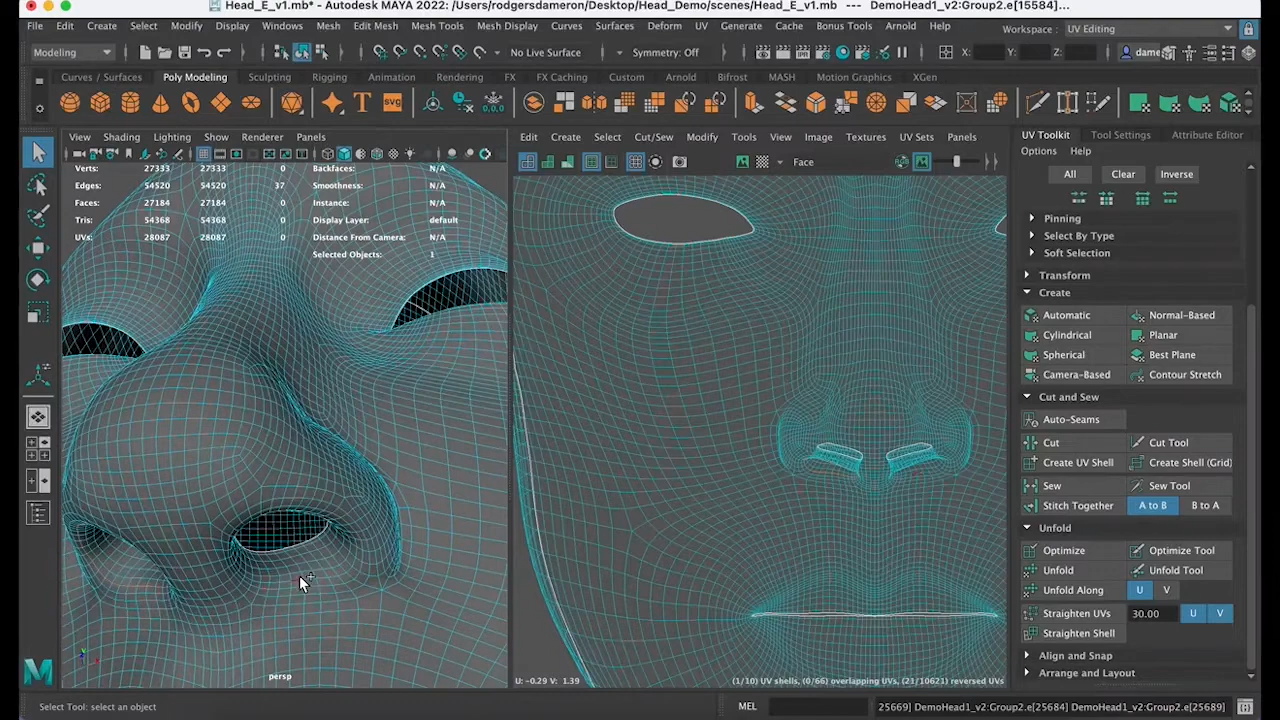 Head_E_v1.mb* - Autodesk MAYA 2022: /Users/rodgersdameron/Desktop/Head_Demo/scenes/Head_E_v1.mb --- DemoHead1_v2:Group2.e[15584]...
File Edit Create Select Modify Display Windows Mesh Edit Mesh Mesh Tools Mesh Display Curves Surfaces Deform UV Generate Cache Bonus Tools Arnold Help Workspace : UV Editing
Modeling No Live Surface Symmetry: Off X: Y: Z: dame
Curves / Surfaces Poly Modeling Sculpting Rigging Animation Rendering FX FX Caching Custom Arnold Bifrost MASH Motion Graphics XGen
T svg 0,0,0
View Shading Lighting Show Renderer Panels
Verts: 27333 27333 0 Backfaces: N/A
Edges: 54520 54520 37 Smoothness: N/A
Faces: 27184 27184 0 Instance: N/A
Tris: 54368 54368 0 Display Layer: default
UVs: 28087 28087 0 Distance From Camera: N/A
Selected Objects: 1
persp
Edit Create Select Cut/Sew Modify Tools View Image Textures UV Sets Panels
Face
U: -0.29 V: 1.39 (1/10) UV shells, (0/66) overlapping UVs, (21/10621) reversed UVs
UV Toolkit Tool Settings Attribute Editor
Options Help
All Clear Inverse
Pinning
Select By Type
Soft Selection
Transform
Create
Automatic Normal-Based
Cylindrical Planar
Spherical Best Plane
Camera-Based Contour Stretch
Cut and Sew
Auto-Seams
Cut Cut Tool
Create UV Shell Create Shell (Grid)
Sew Sew Tool
Stitch Together A to B B to A
Unfold
Optimize Optimize Tool
Unfold Unfold Tool
Unfold Along U V
Straighten UVs 30.00 U V
Straighten Shell
Align and Snap
Arrange and Layout
Select Tool: select an object MEL 25669] DemoHead1_v2:Group2.e[25684] DemoHead1_v2:Group2.e[25689]